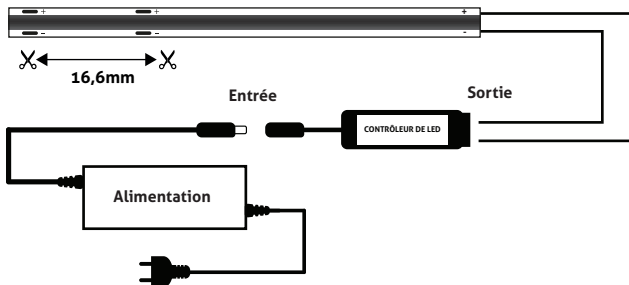 + + +
- - -
16,6mm
Entrée
Sortie
CONTRÔLEUR DE LED
Alimentation